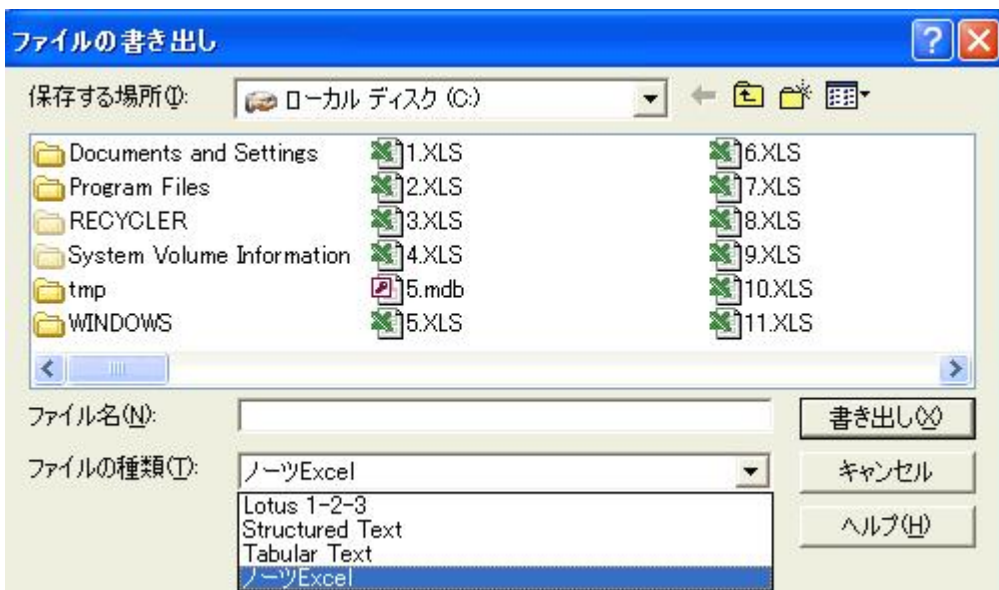 ファイルの書き出し
保存する場所(I):
ローカル ディスク (C:)
Documents and Settings
Program Files
RECYCLER
System Volume Information
tmp
WINDOWS
1.XLS
2.XLS
3.XLS
4.XLS
5.mdb
5.XLS
6.XLS
7.XLS
8.XLS
9.XLS
10.XLS
11.XLS
ファイル名(N):
書き出し(X)
ファイルの種類(T):
ノーツExcel
キャンセル
Lotus 1-2-3
Structured Text
Tabular Text
ノーツExcel
ヘルプ(H)